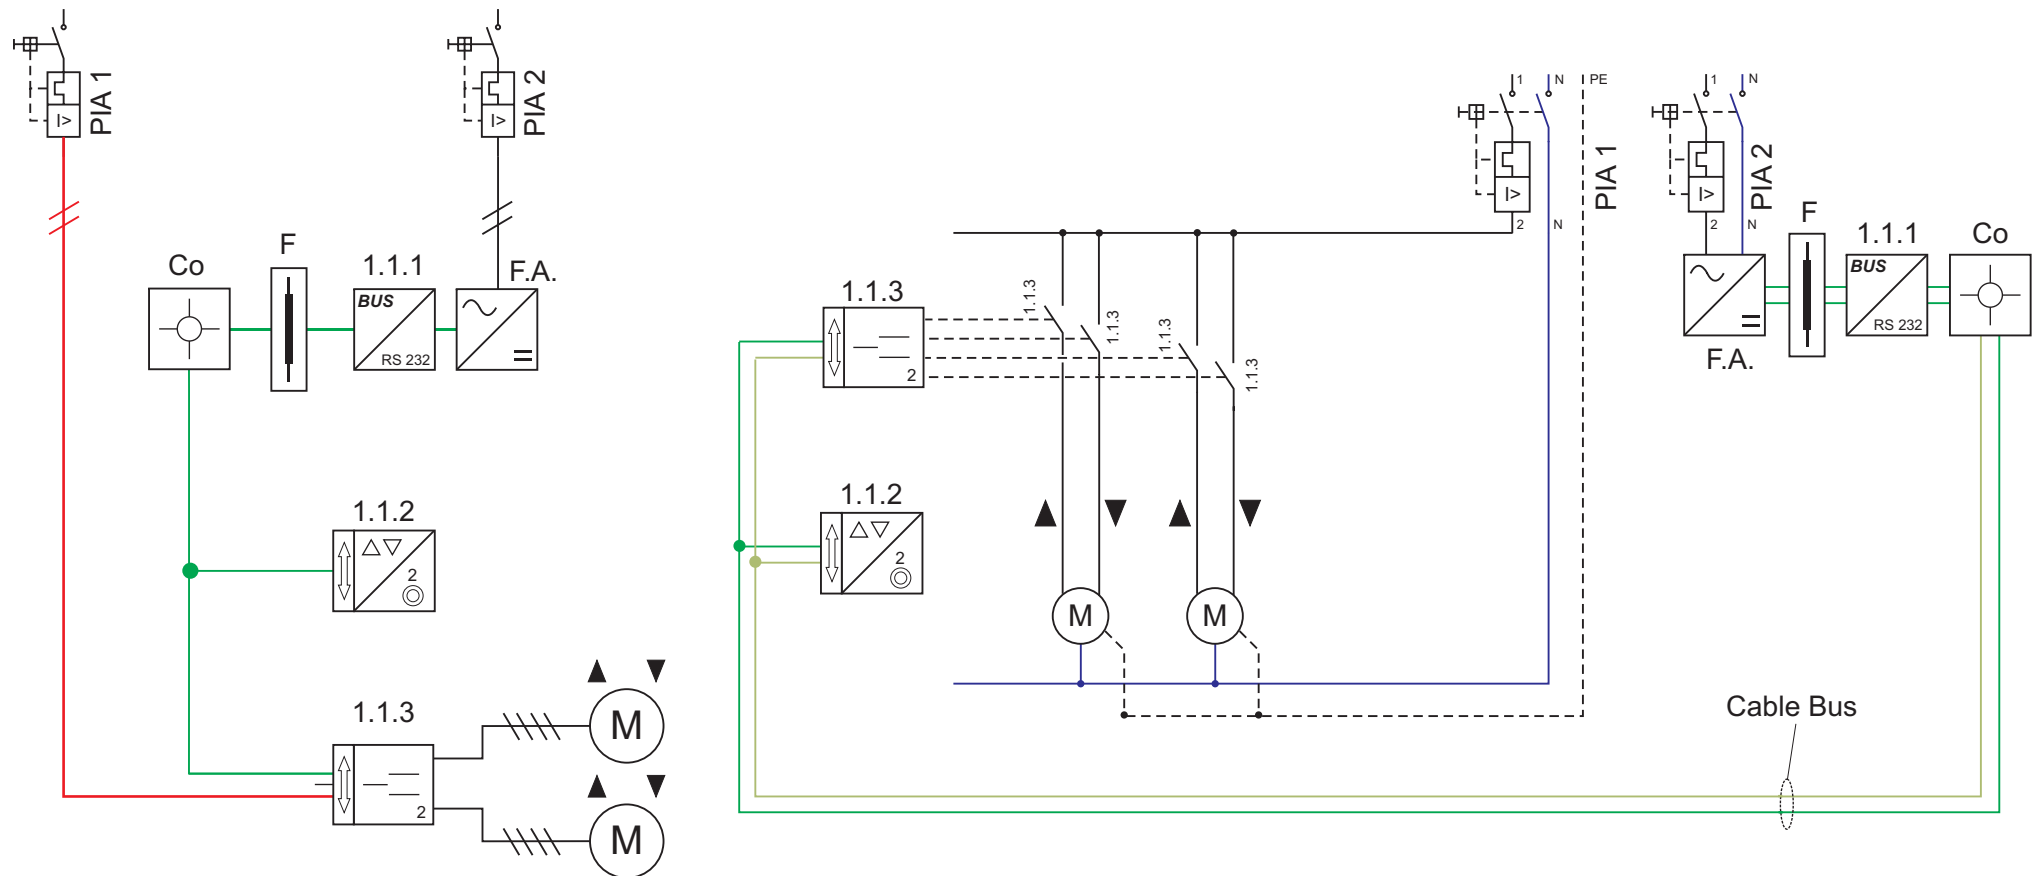 PIA 1
I>
PIA 2
I>
Co
F
1.1.1
BUS
RS 232
F.A.
1.1.2
2
1.1.3
2
M
M
1
N
PE
PIA 1
I>
2
N
1
N
PIA 2
I>
2
N
F.A.
F
1.1.1
BUS
RS 232
Co
1.1.3
2
1.1.3
1.1.3
1.1.3
1.1.3
1.1.2
2
M
M
Cable Bus